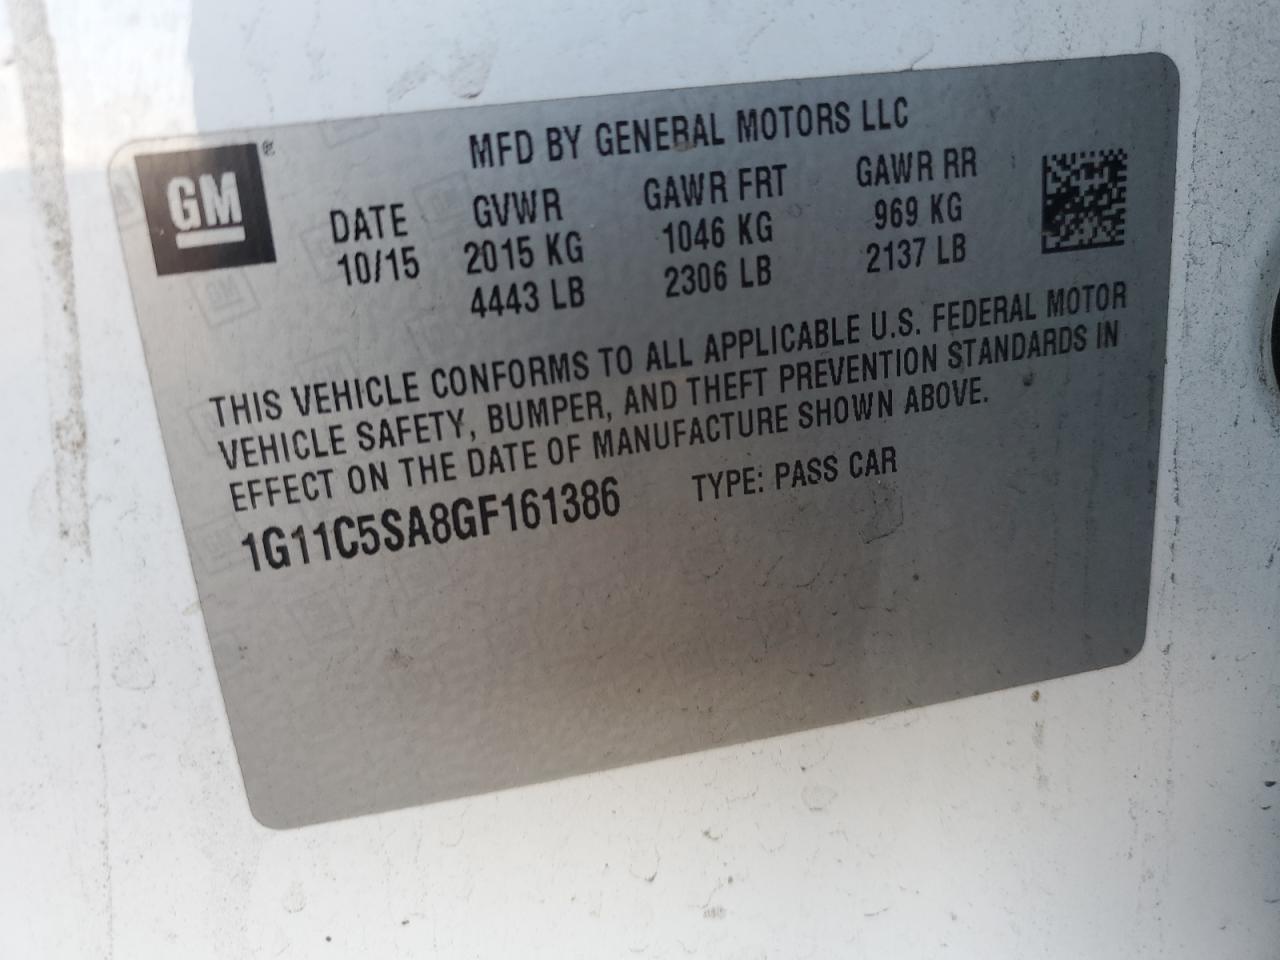 GM®
MFD BY GENERAL MOTORS LLC
DATE GVWR GAWR FRT GAWR RR
10/15 2015 KG 1046 KG 969 KG
4443 LB 2306 LB 2137 LB
THIS VEHICLE CONFORMS TO ALL APPLICABLE U.S. FEDERAL MOTOR
VEHICLE SAFETY, BUMPER, AND THEFT PREVENTION STANDARDS IN
EFFECT ON THE DATE OF MANUFACTURE SHOWN ABOVE.
1G11C5SA8GF161386 TYPE: PASS CAR